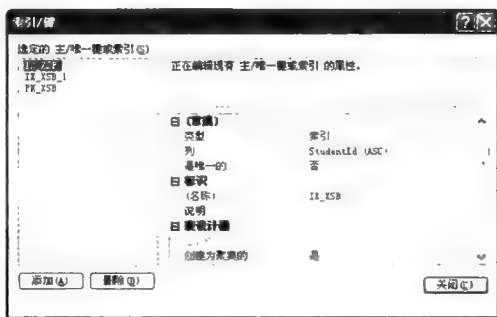 索引/键
选定的 主/唯一键或索引(S)
IX_XSB_1
PK_XSB
正在编辑现有 主/唯一键或索引 的属性。
(常规)
类型 索引
列 StudentId (ASC)
是唯一的 否
标识
(名称) IX_XSB
说明
表设计器
创建为聚集的 是
添加(A) 删除(D) 关闭(C)